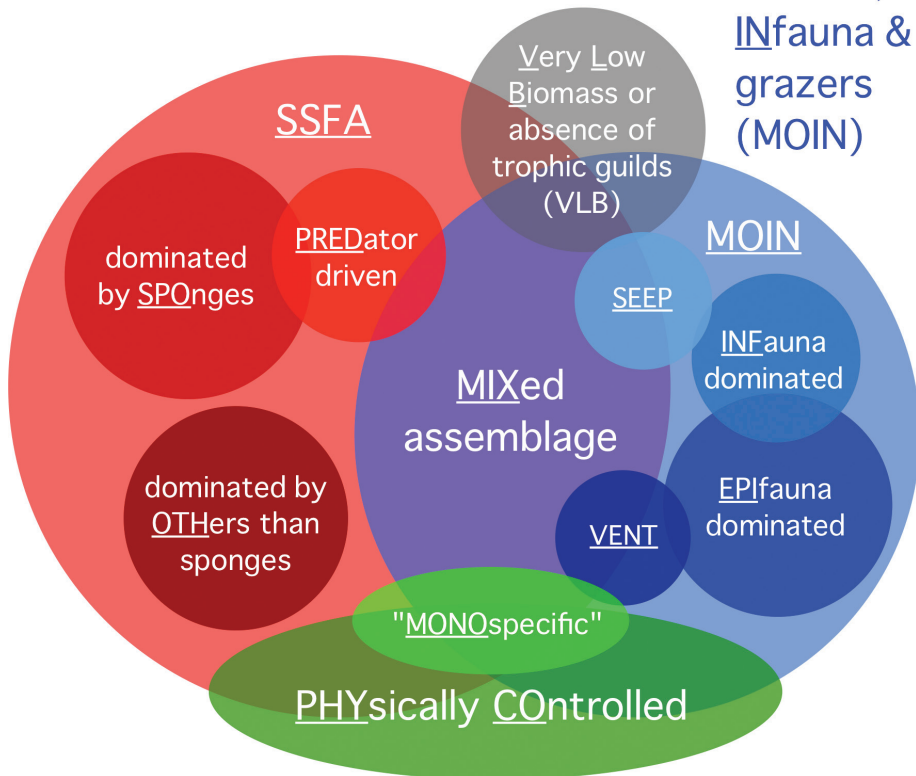 INfauna &
grazers
(MOIN)
Very Low
Biomass or
absence of
trophic guilds
(VLB)
SSFA
MOIN
dominated
by SPOnges
PREDator
driven
SEEP
INFauna
dominated
MIXed
assemblage
dominated by
OTHers than
sponges
EPIfauna
dominated
VENT
"MONOspecific"
PHYsically COntrolled